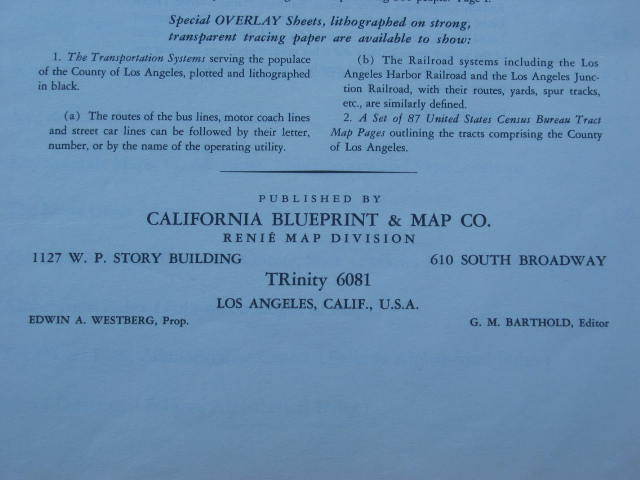 people. Page 1.
Special OVERLAY Sheets, lithographed on strong,
transparent tracing paper are available to show:
1. The Transportation Systems serving the populace
of the County of Los Angeles, plotted and lithographed
in black.
(a) The routes of the bus lines, motor coach lines
and street car lines can be followed by their letter,
number, or by the name of the operating utility.
(b) The Railroad systems including the Los
Angeles Harbor Railroad and the Los Angeles Junc-
tion Railroad, with their routes, yards, spur tracks,
etc., are similarly defined.
2. A Set of 87 United States Census Bureau Tract
Map Pages outlining the tracts comprising the County
of Los Angeles.
PUBLISHED BY
CALIFORNIA BLUEPRINT & MAP CO.
RENIÉ MAP DIVISION
1127 W. P. STORY BUILDING 610 SOUTH BROADWAY
TRinity 6081
LOS ANGELES, CALIF., U.S.A.
EDWIN A. WESTBERG, Prop. G. M. BARTHOLD, Editor